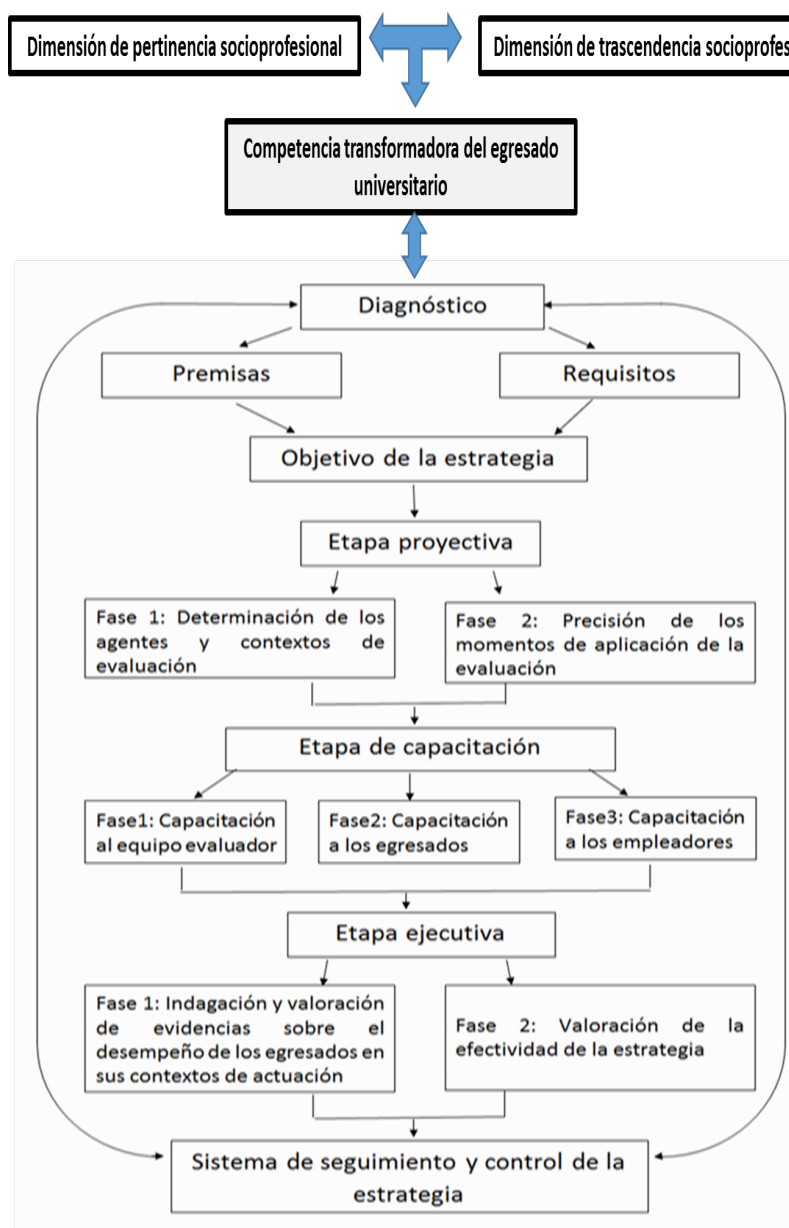 Dimensión de pertinencia socioprofesional
Dimensión de trascendencia socioprofes
Competencia transformadora del egresado
universitario
Diagnóstico
Premisas
Requisitos
Objetivo de la estrategia
Etapa proyectiva
Fase 1: Determinación de los
agentes y contextos de
evaluación
Fase 2: Precisión de los
momentos de aplicación de la
evaluación
Etapa de capacitación
Fase1: Capacitación
al equipo evaluador
Fase2: Capacitación
a los egresados
Fase3: Capacitación
a los empleadores
Etapa ejecutiva
Fase 1: Indagación y valoración
de evidencias sobre el
desempeño de los egresados en
sus contextos de actuación
Fase 2: Valoración de la
efectividad de la estrategia
Sistema de seguimiento y control de la
estrategia